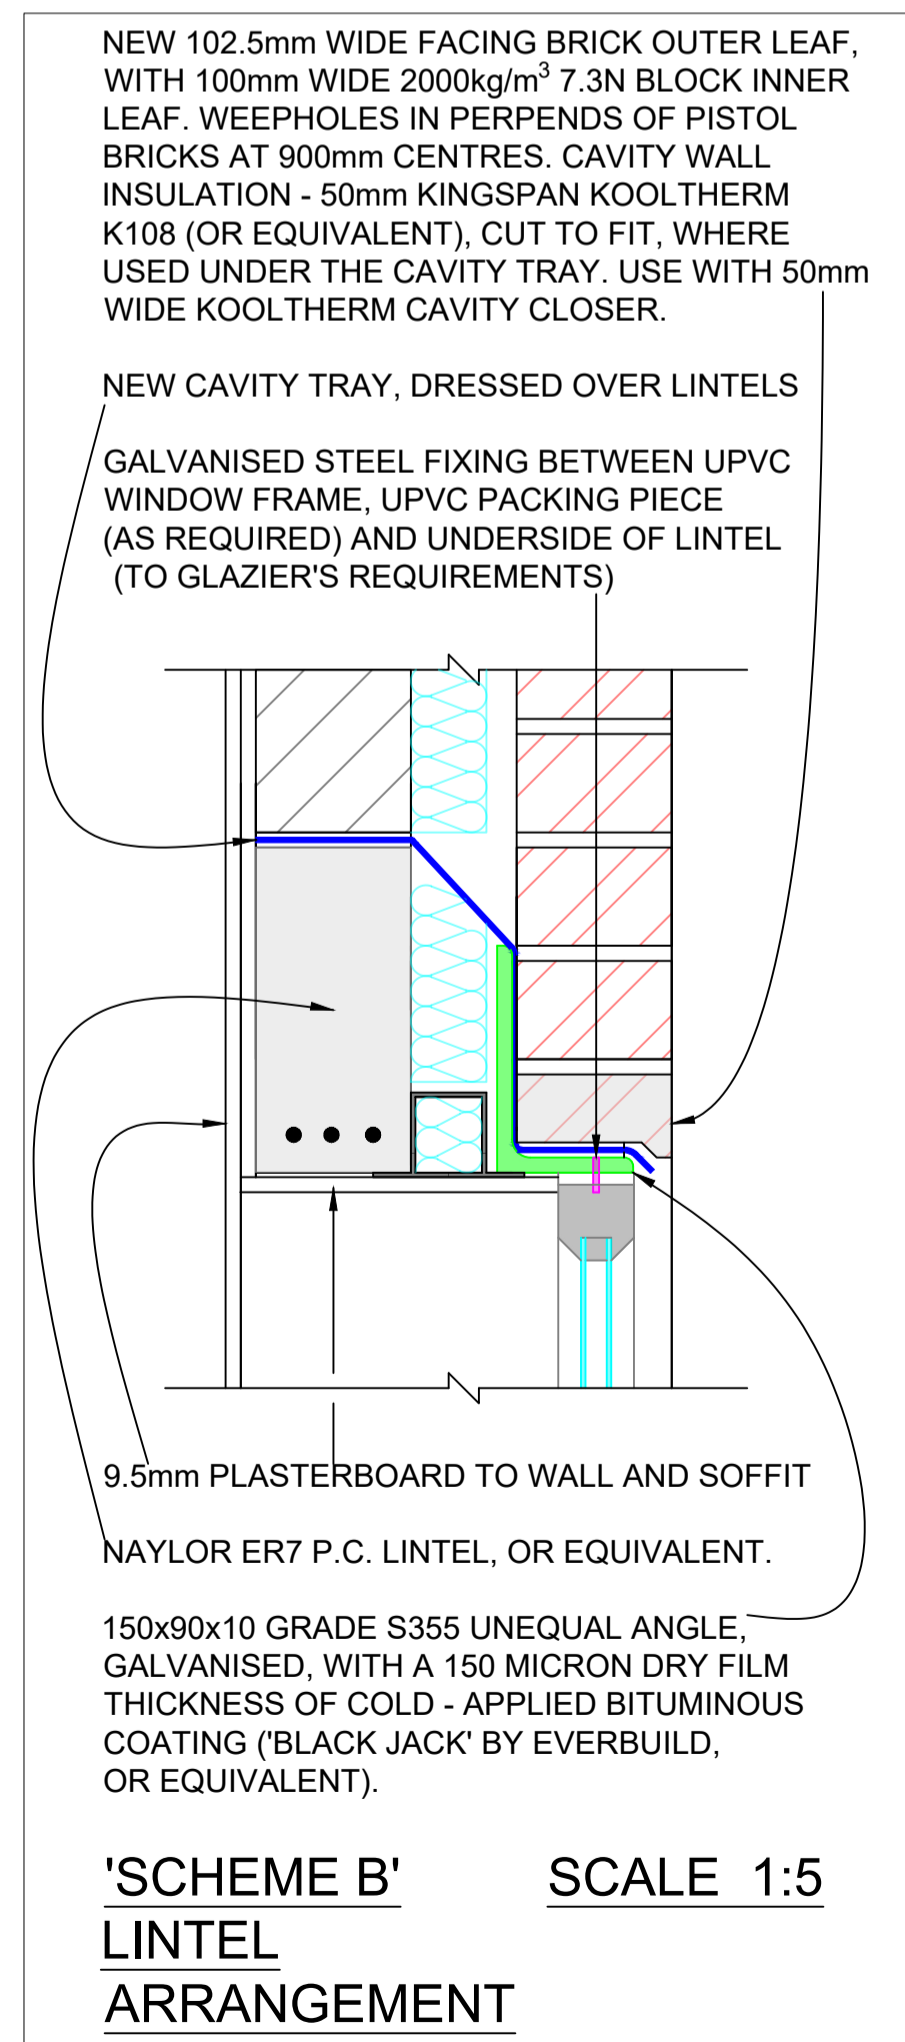 NEW 102.5mm WIDE FACING BRICK OUTER LEAF,
WITH 100mm WIDE 2000kg/m³ 7.3N BLOCK INNER
LEAF. WEEPHOLES IN PERPENDS OF PISTOL
BRICKS AT 900mm CENTRES. CAVITY WALL
INSULATION - 50mm KINGSPAN KOOLTHERM
K108 (OR EQUIVALENT), CUT TO FIT, WHERE
USED UNDER THE CAVITY TRAY. USE WITH 50mm
WIDE KOOLTHERM CAVITY CLOSER.
NEW CAVITY TRAY, DRESSED OVER LINTELS
GALVANISED STEEL FIXING BETWEEN UPVC
WINDOW FRAME, UPVC PACKING PIECE
(AS REQUIRED) AND UNDERSIDE OF LINTEL
(TO GLAZIER'S REQUIREMENTS)
9.5mm PLASTERBOARD TO WALL AND SOFFIT
NAYLOR ER7 P.C. LINTEL, OR EQUIVALENT.
150x90x10 GRADE S355 UNEQUAL ANGLE,
GALVANISED, WITH A 150 MICRON DRY FILM
THICKNESS OF COLD - APPLIED BITUMINOUS
COATING ('BLACK JACK' BY EVERBUILD,
OR EQUIVALENT).
'SCHEME B' SCALE 1:5
LINTEL
ARRANGEMENT